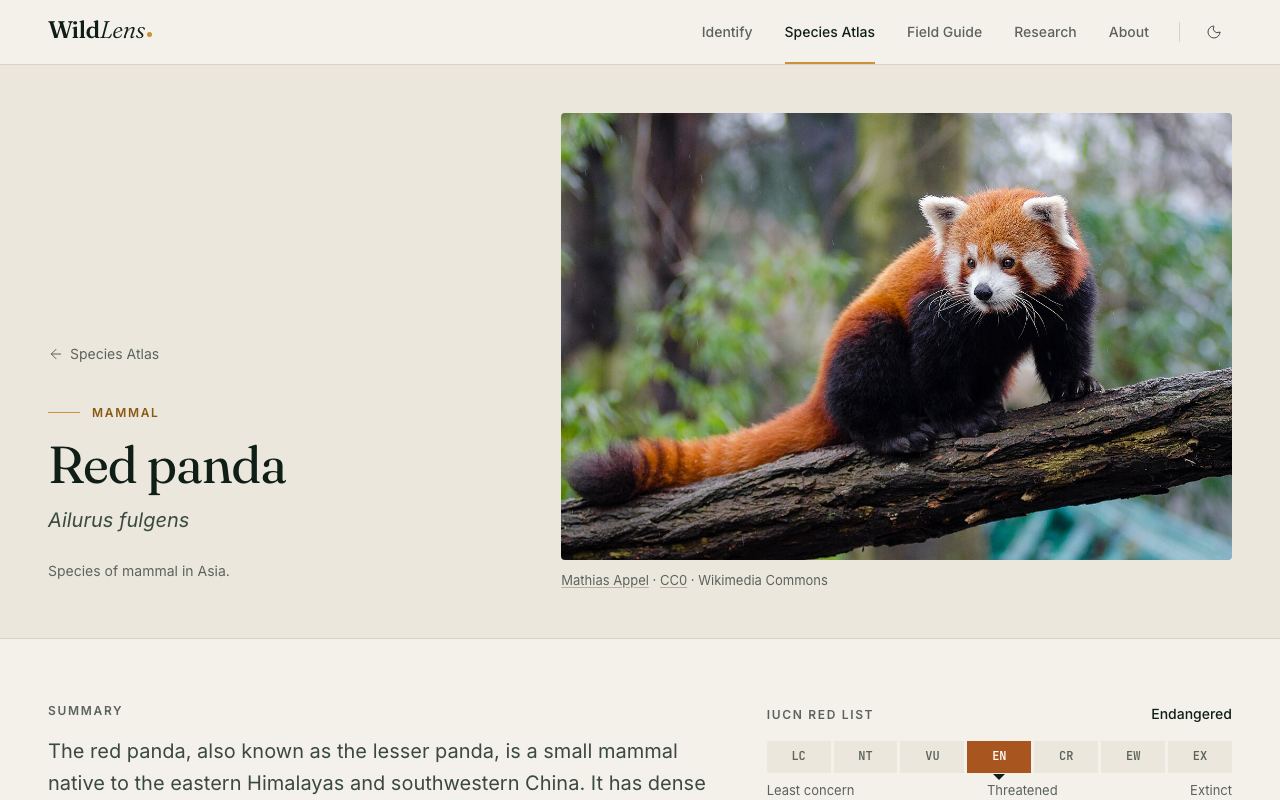 WildLens.
Identify
Species Atlas
Field Guide
Research
About
Species Atlas
MAMMAL
Red panda
Ailurus fulgens
Species of mammal in Asia.
Mathias Appel · CC0 · Wikimedia Commons
SUMMARY
The red panda, also known as the lesser panda, is a small mammal
native to the eastern Himalayas and southwestern China. It has dense
IUCN RED LIST
Endangered
LC NT VU EN CR EW EX
Least concern Threatened Extinct